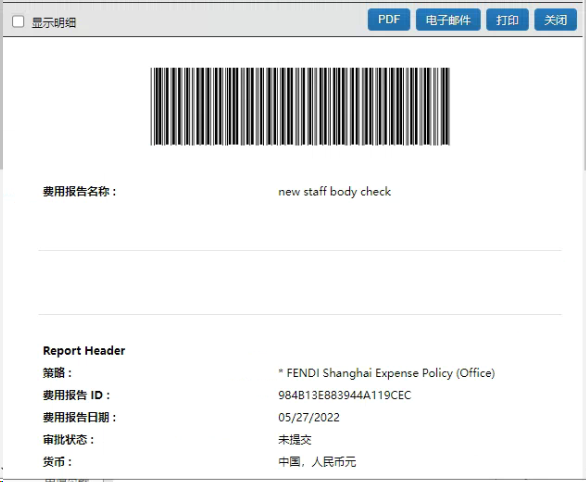 显示明细
PDF 电子邮件 打印 关闭
费用报告名称： new staff body check
Report Header
策略： * FENDI Shanghai Expense Policy (Office)
费用报告 ID： 984B13E883944A119CEC
费用报告日期： 05/27/2022
审批状态： 未提交
货币： 中国，人民币元